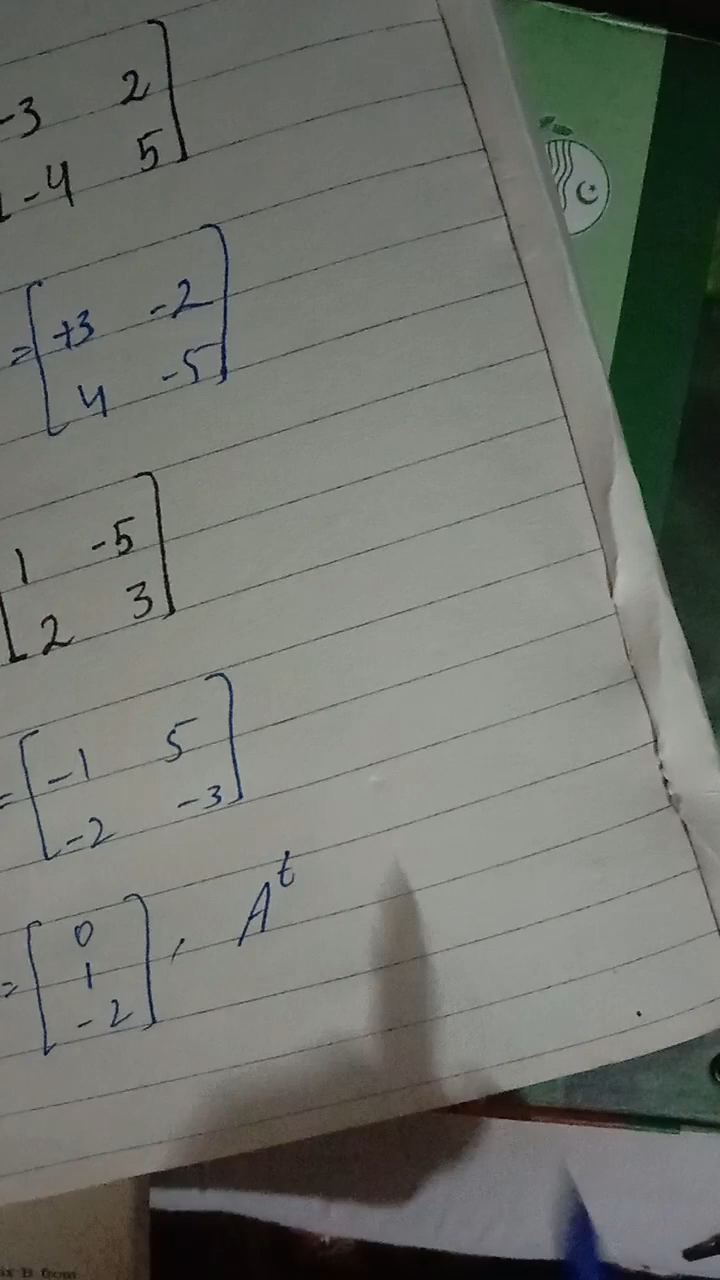 -3 2
-4 5
= +3 -2
4 -5
1 -5
2 3
= -1 5
-2 -3
= 0
1 , A^t
-2
B from